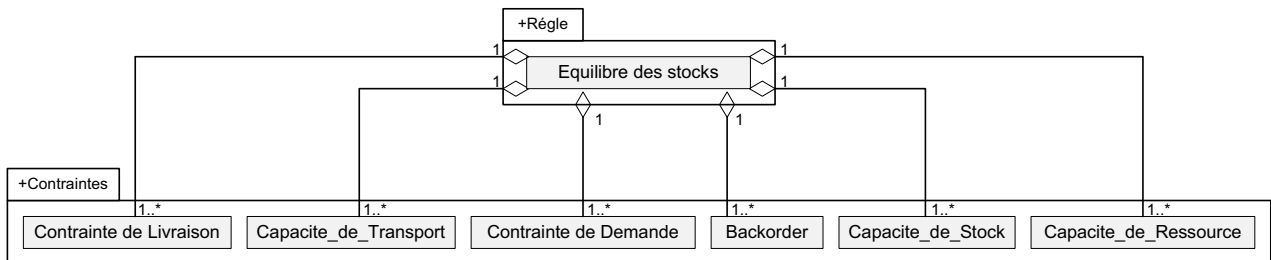 +Régle
1 1
Equilibre des stocks
1 1
1 1
+Contraintes
1..* 1..* 1..* 1..* 1..* 1..*
Contrainte de Livraison Capacite_de_Transport Contrainte de Demande Backorder Capacite_de_Stock Capacite_de_Ressource